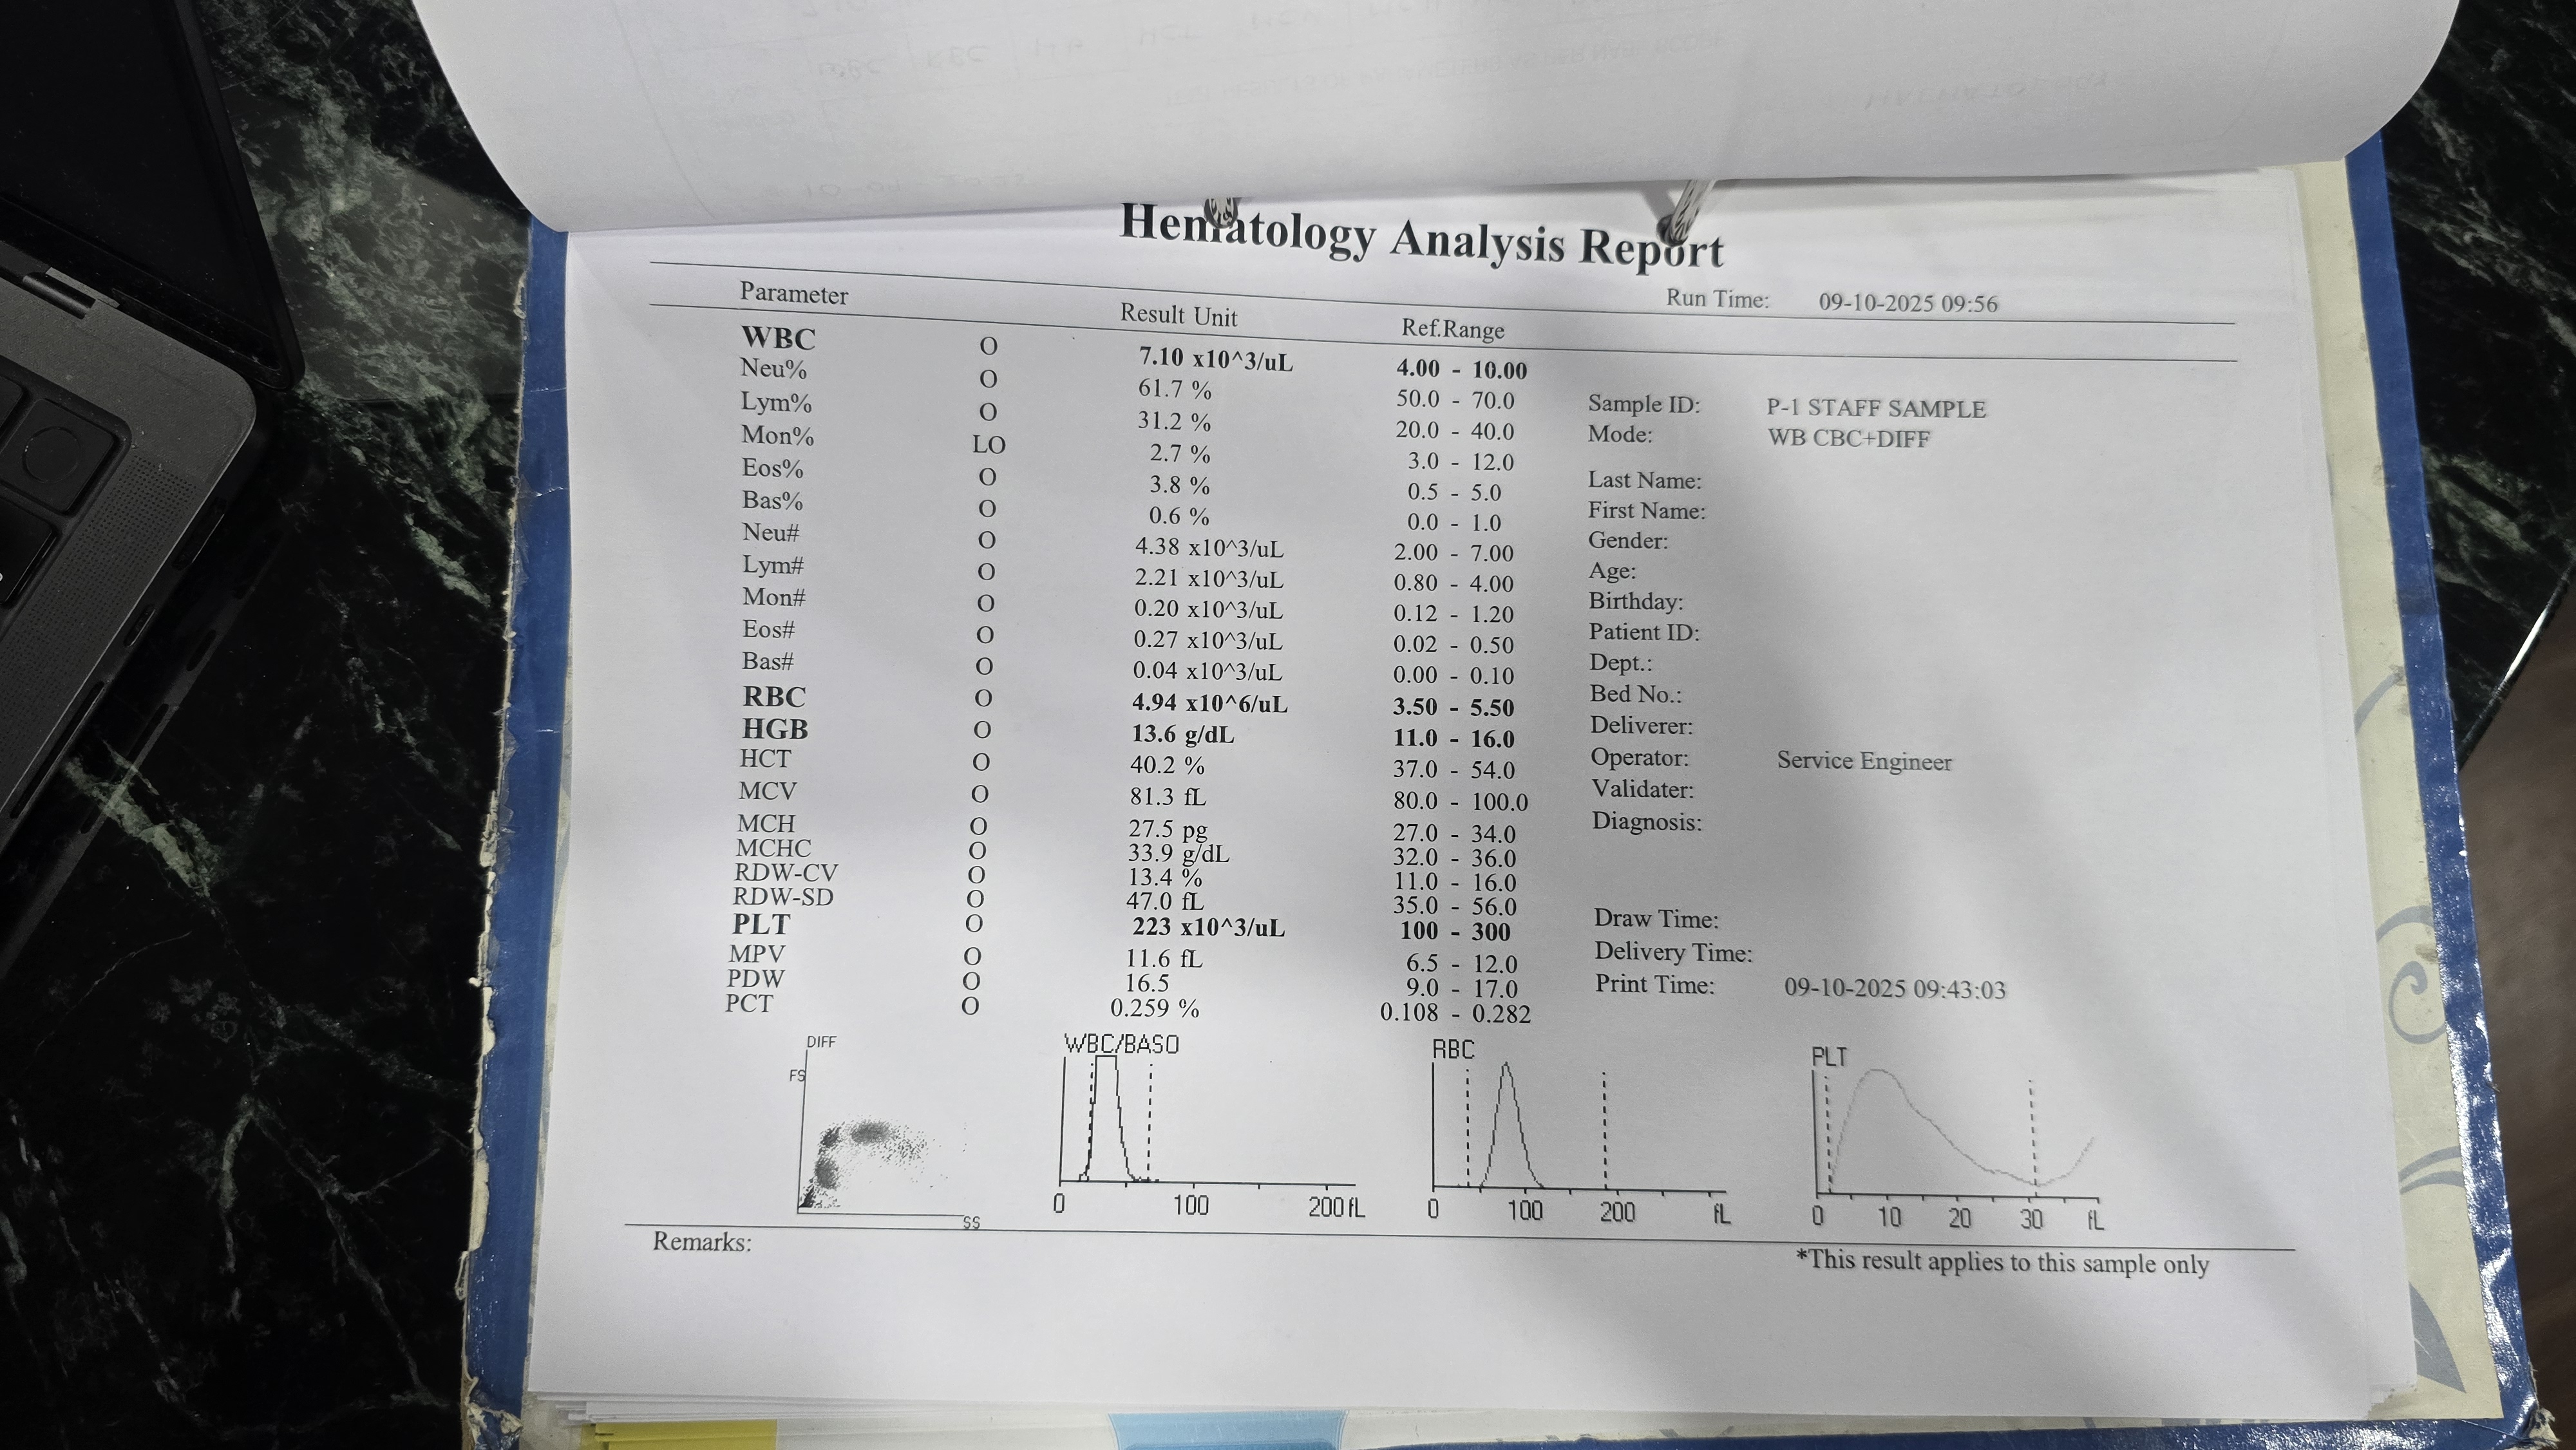 Hematology Analysis Report
Run Time: 09-10-2025 09:56
Parameter Result Unit Ref.Range
WBC O 7.10 x10^3/uL 4.00 - 10.00
Neu% O 61.7 % 50.0 - 70.0
Lym% O 31.2 % 20.0 - 40.0
Mon% LO 2.7 % 3.0 - 12.0
Eos% O 3.8 % 0.5 - 5.0
Bas% O 0.6 % 0.0 - 1.0
Neu# O 4.38 x10^3/uL 2.00 - 7.00
Lym# O 2.21 x10^3/uL 0.80 - 4.00
Mon# O 0.20 x10^3/uL 0.12 - 1.20
Eos# O 0.27 x10^3/uL 0.02 - 0.50
Bas# O 0.04 x10^3/uL 0.00 - 0.10
RBC O 4.94 x10^6/uL 3.50 - 5.50
HGB O 13.6 g/dL 11.0 - 16.0
HCT O 40.2 % 37.0 - 54.0
MCV O 81.3 fL 80.0 - 100.0
MCH O 27.5 pg 27.0 - 34.0
MCHC O 33.9 g/dL 32.0 - 36.0
RDW-CV O 13.4 % 11.0 - 16.0
RDW-SD O 47.0 fL 35.0 - 56.0
PLT O 223 x10^3/uL 100 - 300
MPV O 11.6 fL 6.5 - 12.0
PDW O 16.5 9.0 - 17.0
PCT O 0.259 % 0.108 - 0.282
Sample ID: P-1 STAFF SAMPLE
Mode: WB CBC+DIFF
Last Name:
First Name:
Gender:
Age:
Birthday:
Patient ID:
Dept.:
Bed No.:
Deliverer:
Operator: Service Engineer
Validater:
Diagnosis:
Draw Time:
Delivery Time:
Print Time: 09-10-2025 09:43:03
DIFF
FS
SS
WBC/BASO
0 100 200 fL
RBC
0 100 200 fL
PLT
0 10 20 30 fL
Remarks:
*This result applies to this sample only